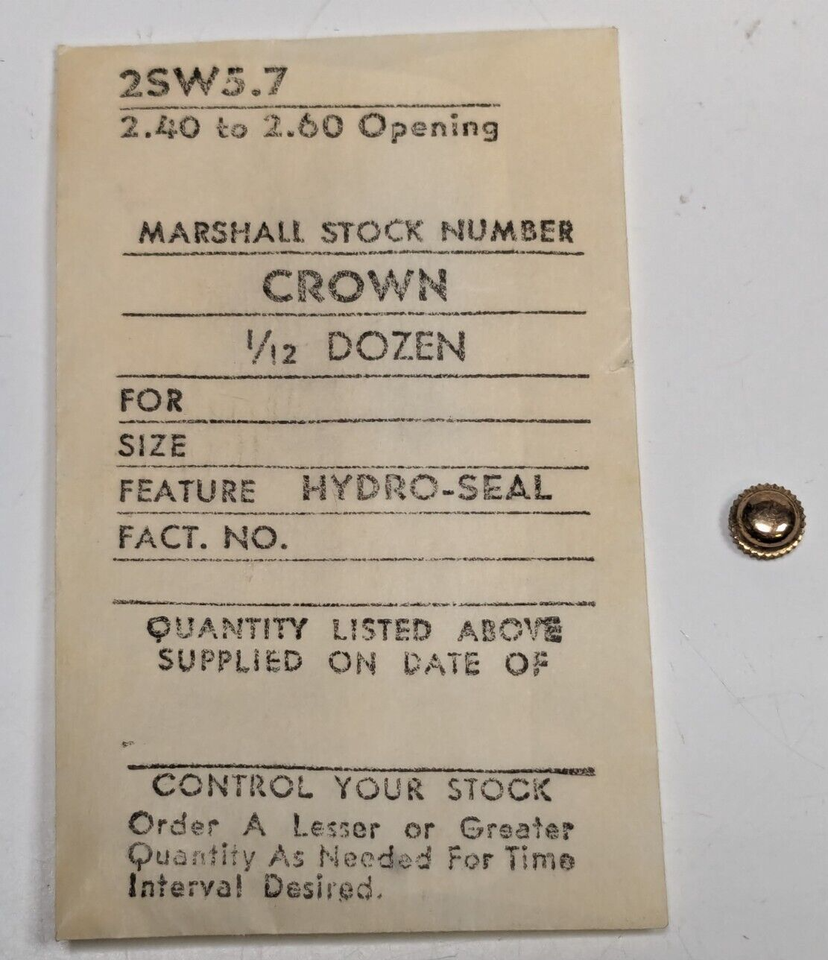 2SW5.7
2.40 to 2.60 Opening
MARSHALL STOCK NUMBER
CROWN
1/12 DOZEN
FOR
SIZE
FEATURE HYDRO-SEAL
FACT. NO.
QUANTITY LISTED ABOVE
SUPPLIED ON DATE OF
CONTROL YOUR STOCK
Order A Lesser or Greater
Quantity As Needed For Time
Interval Desired.